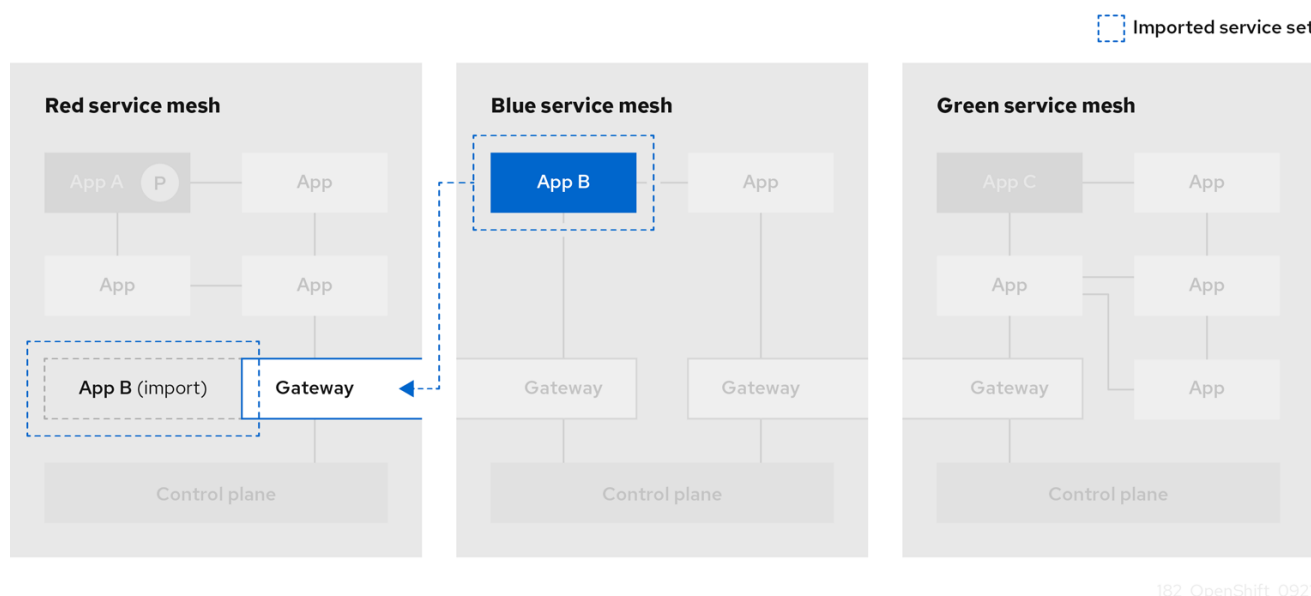 Imported service set
Red service mesh
Blue service mesh
Green service mesh
App A P App
App B App
App C App
App App
App App
App B (import) Gateway
Gateway Gateway
Gateway App
Control plane
Control plane
Control plane
182_OpenShift_092